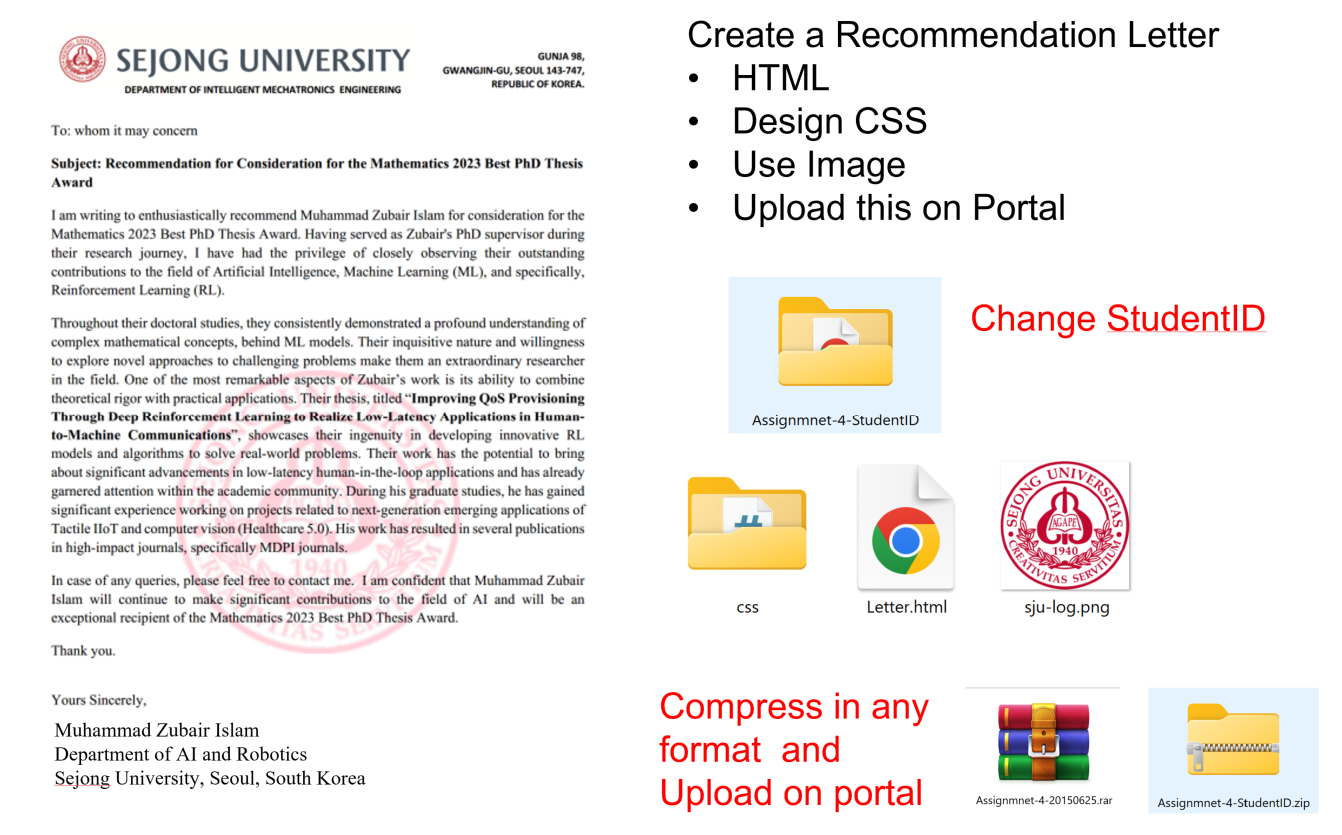 SEJONG UNIVERSITY
DEPARTMENT OF INTELLIGENT MECHATRONICS ENGINEERING
GUNJA 98,
GWANGJIN-GU, SEOUL 143-747,
REPUBLIC OF KOREA.
To: whom it may concern
Subject: Recommendation for Consideration for the Mathematics 2023 Best PhD Thesis
Award
I am writing to enthusiastically recommend Muhammad Zubair Islam for consideration for the
Mathematics 2023 Best PhD Thesis Award. Having served as Zubair's PhD supervisor during
their research journey, I have had the privilege of closely observing their outstanding
contributions to the field of Artificial Intelligence, Machine Learning (ML), and specifically,
Reinforcement Learning (RL).
Throughout their doctoral studies, they consistently demonstrated a profound understanding of
complex mathematical concepts, behind ML models. Their inquisitive nature and willingness
to explore novel approaches to challenging problems make them an extraordinary researcher
in the field. One of the most remarkable aspects of Zubair's work is its ability to combine
theoretical rigor with practical applications. Their thesis, titled “Improving QoS Provisioning
Through Deep Reinforcement Learning to Realize Low-Latency Applications in Human-
to-Machine Communications”, showcases their ingenuity in developing innovative RL
models and algorithms to solve real-world problems. Their work has the potential to bring
about significant advancements in low-latency human-in-the-loop applications and has already
garnered attention within the academic community. During his graduate studies, he has gained
significant experience working on projects related to next-generation emerging applications of
Tactile IIoT and computer vision (Healthcare 5.0). His work has resulted in several publications
in high-impact journals, specifically MDPI journals.
In case of any queries, please feel free to contact me. I am confident that Muhammad Zubair
Islam will continue to make significant contributions to the field of AI and will be an
exceptional recipient of the Mathematics 2023 Best PhD Thesis Award.
Thank you.
Yours Sincerely,
Muhammad Zubair Islam
Department of AI and Robotics
Sejong University, Seoul, South Korea
Create a Recommendation Letter
• HTML
• Design CSS
• Use Image
• Upload this on Portal
Change StudentID
Assignmnet-4-StudentID
SEJONG UNIVERSITAS
AGAPE
1940
CREATIVITAS SERVITIUM
css
Letter.html
sju-log.png
Compress in any
format and
Upload on portal
Assignmnet-4-20150625.rar
Assignmnet-4-StudentID.zip